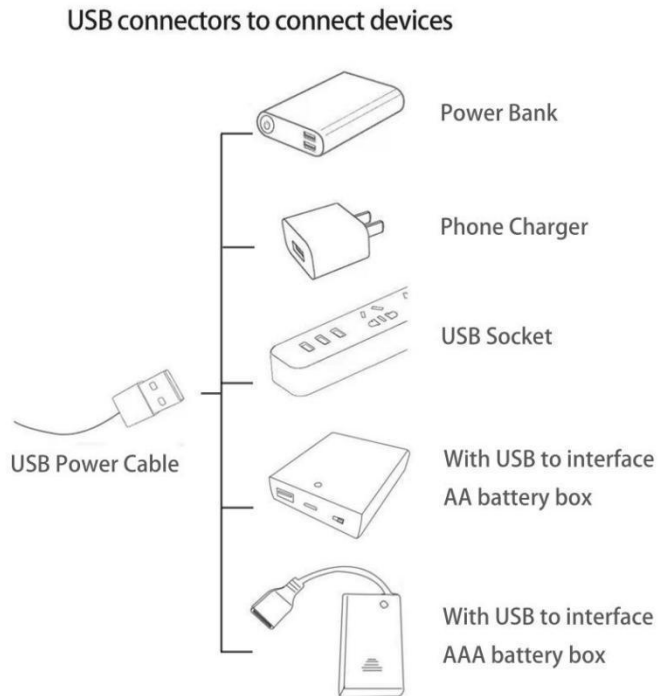 USB connectors to connect devices
Power Bank
Phone Charger
USB Socket
USB Power Cable
With USB to interface
AA battery box
With USB to interface
AAA battery box